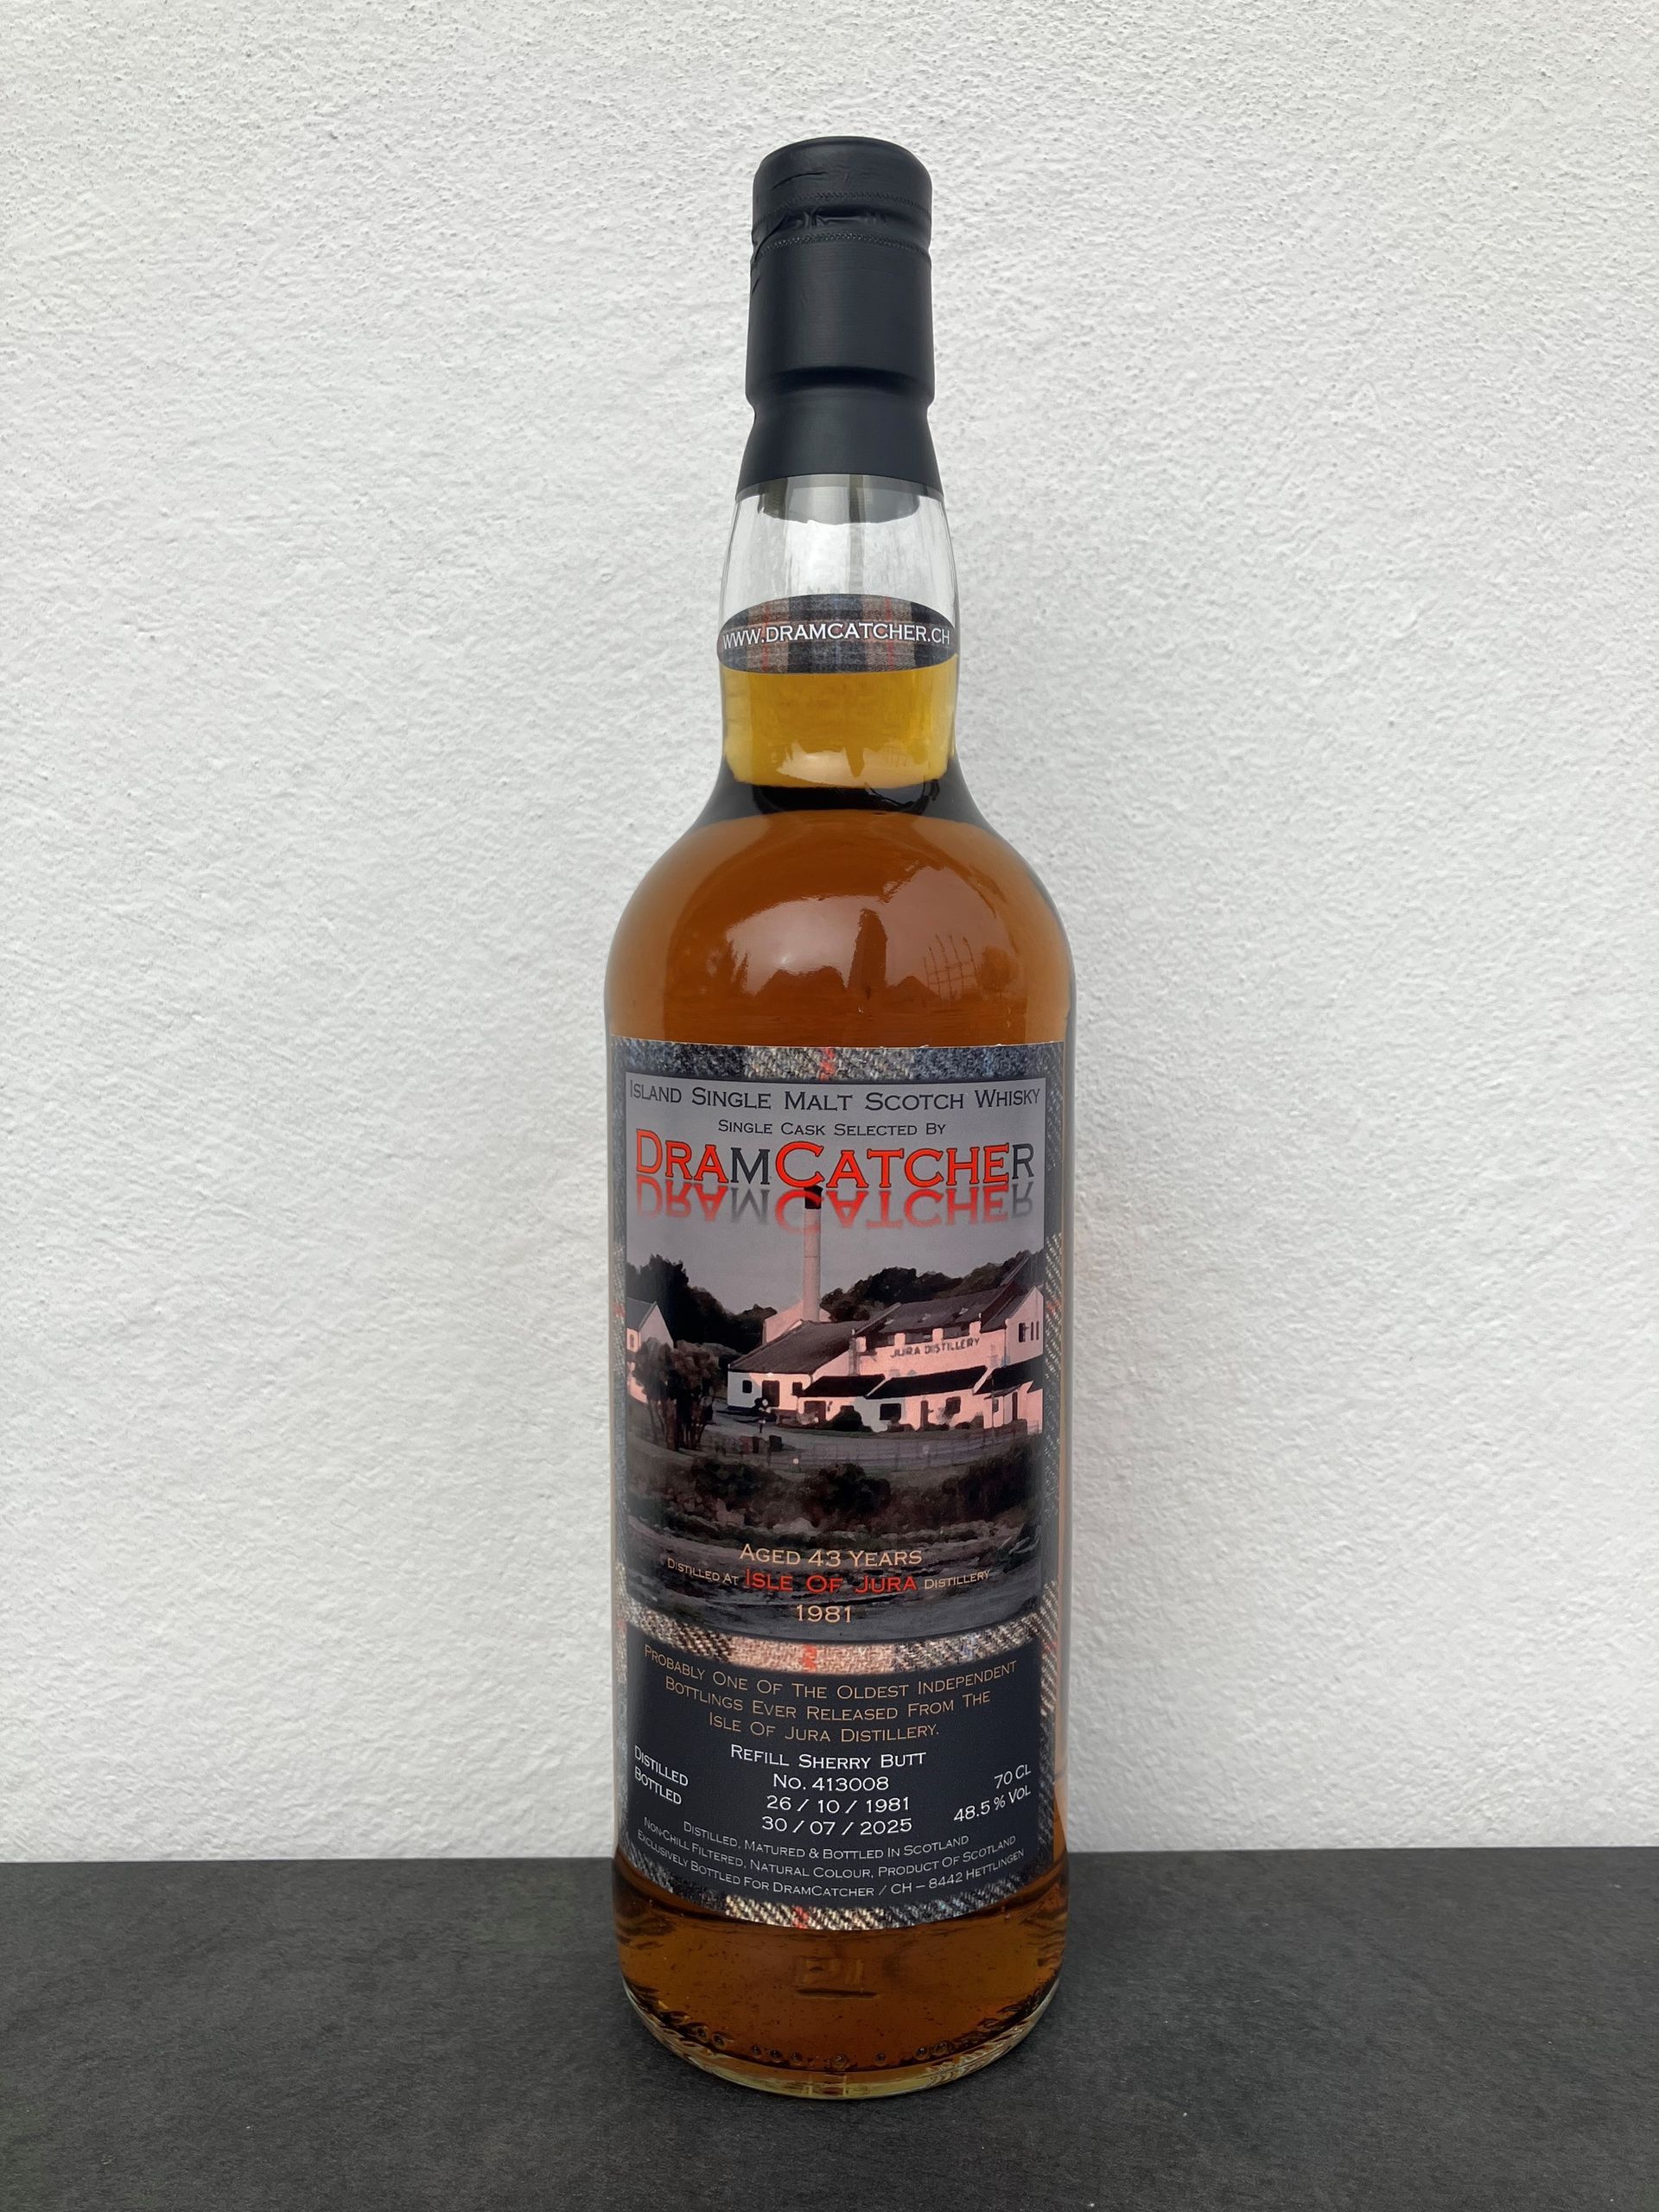 WWW.DRAMCATCHER.CH
ISLAND SINGLE MALT SCOTCH WHISKY
SINGLE CASK SELECTED BY
DRAMCATCHER
JURA DISTILLERY
AGED 43 YEARS
DISTILLED AT ISLE OF JURA DISTILLERY
1981
PROBABLY ONE OF THE OLDEST INDEPENDENT
BOTTLINGS EVER RELEASED FROM THE
ISLE OF JURA DISTILLERY.
REFILL SHERRY BUTT
No. 413008
DISTILLED 26 / 10 / 1981 70 CL
BOTTLED 30 / 07 / 2025 48.5 % VOL
DISTILLED, MATURED & BOTTLED IN SCOTLAND
NON-CHILL FILTERED, NATURAL COLOUR, PRODUCT OF SCOTLAND
EXCLUSIVELY BOTTLED FOR DRAMCATCHER / CH – 8442 HETTLINGEN